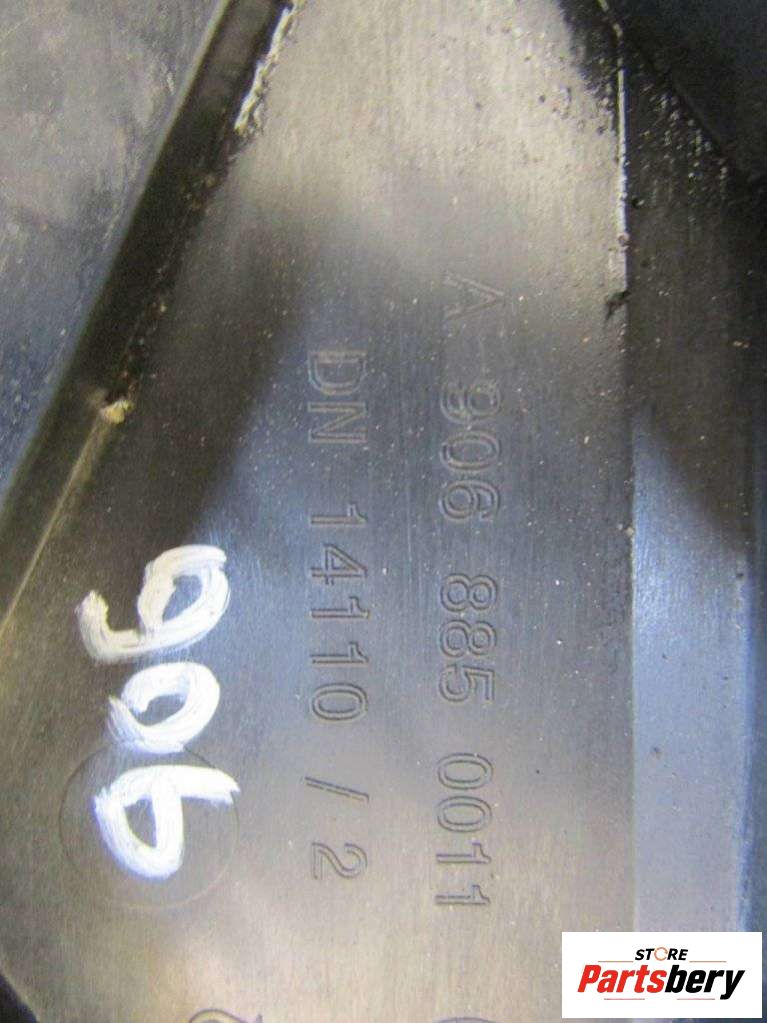 A 906 885 0011
DN 14110 / 2
906
STORE
Partsbery